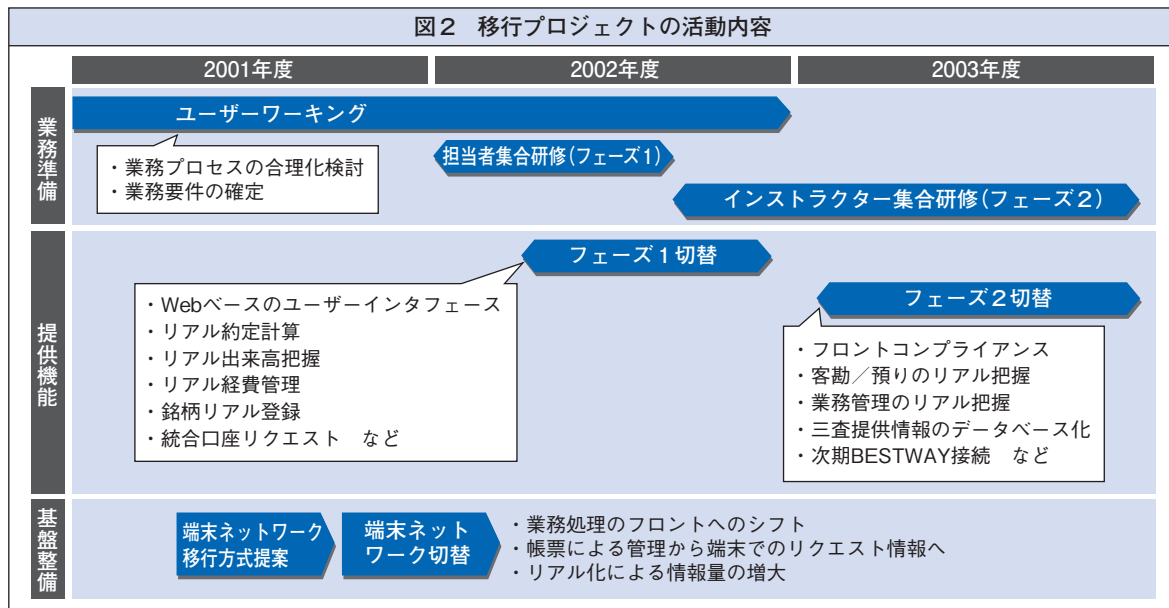 図2 移行プロジェクトの活動内容
2001年度
2002年度
2003年度
業務準備
ユーザーワーキング
・業務プロセスの合理化検討
・業務要件の確定
担当者集合研修(フェーズ1)
インストラクター集合研修(フェーズ2)
提供機能
フェーズ1切替
・Webベースのユーザーインタフェース
・リアル約定計算
・リアル出来高把握
・リアル経費管理
・銘柄リアル登録
・統合口座リクエスト など
フェーズ2切替
・フロントコンプライアンス
・客勘/預りのリアル把握
・業務管理のリアル把握
・三査提供情報のデータベース化
・次期BESTWAY接続 など
基盤整備
端末ネットワーク
移行方式提案
端末ネット
ワーク切替
・業務処理のフロントへのシフト
・帳票による管理から端末でのリクエスト情報へ
・リアル化による情報量の増大